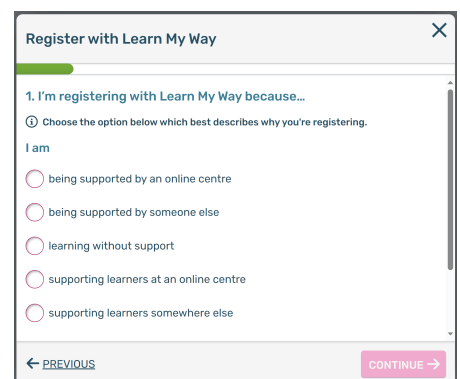 Register with Learn My Way
1. I'm registering with Learn My Way because...
Choose the option below which best describes why you're registering.
I am
being supported by an online centre
being supported by someone else
learning without support
supporting learners at an online centre
supporting learners somewhere else
PREVIOUS
CONTINUE